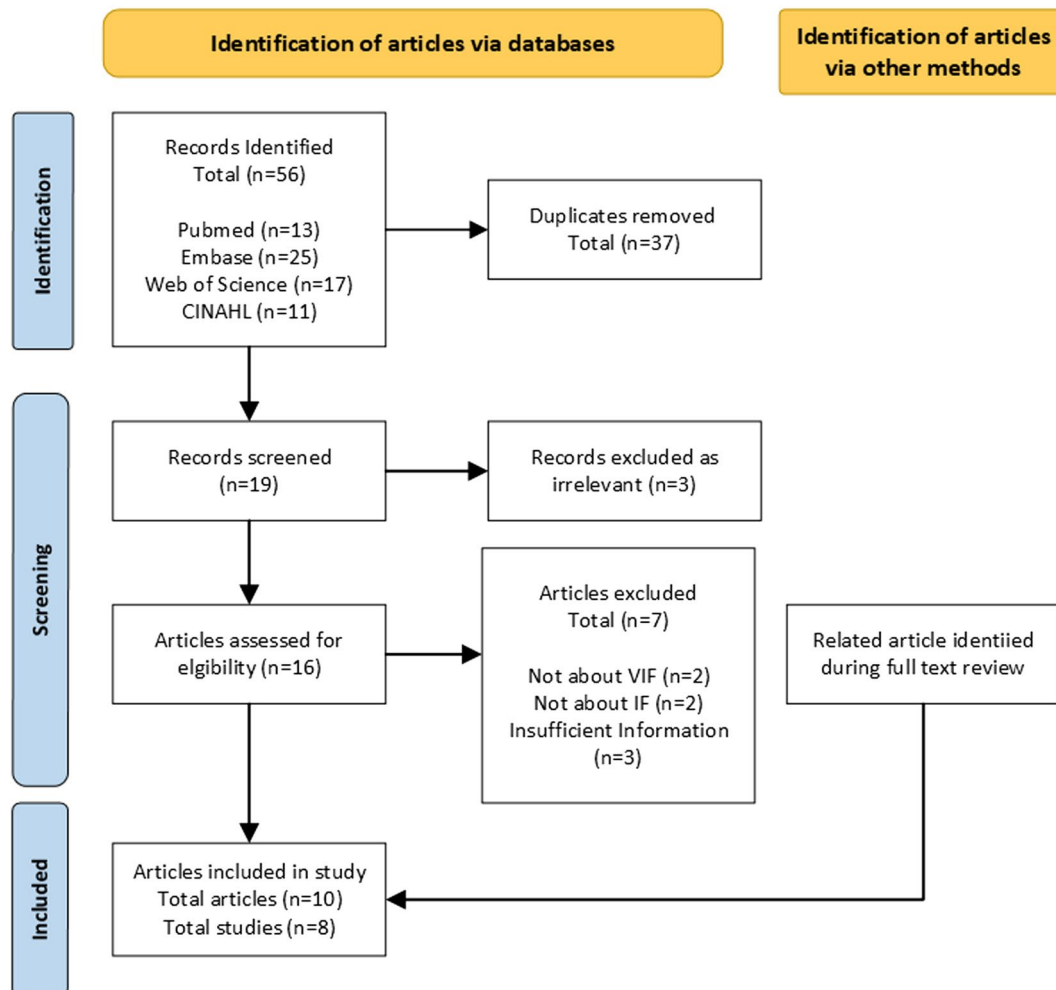 Identification of articles via databases
Identification of articles
via other methods
Identification
Records Identified
Total (n=56)
Pubmed (n=13)
Embase (n=25)
Web of Science (n=17)
CINAHL (n=11)
Duplicates removed
Total (n=37)
Screening
Records screened
(n=19)
Records excluded as
irrelevant (n=3)
Articles assessed for
elgibility (n=16)
Articles excluded
Total (n=7)
Not about VIF (n=2)
Not about IF (n=2)
Insufficient Information
(n=3)
Related article identiied
during full text review
Included
Articles included in study
Total articles (n=10)
Total studies (n=8)